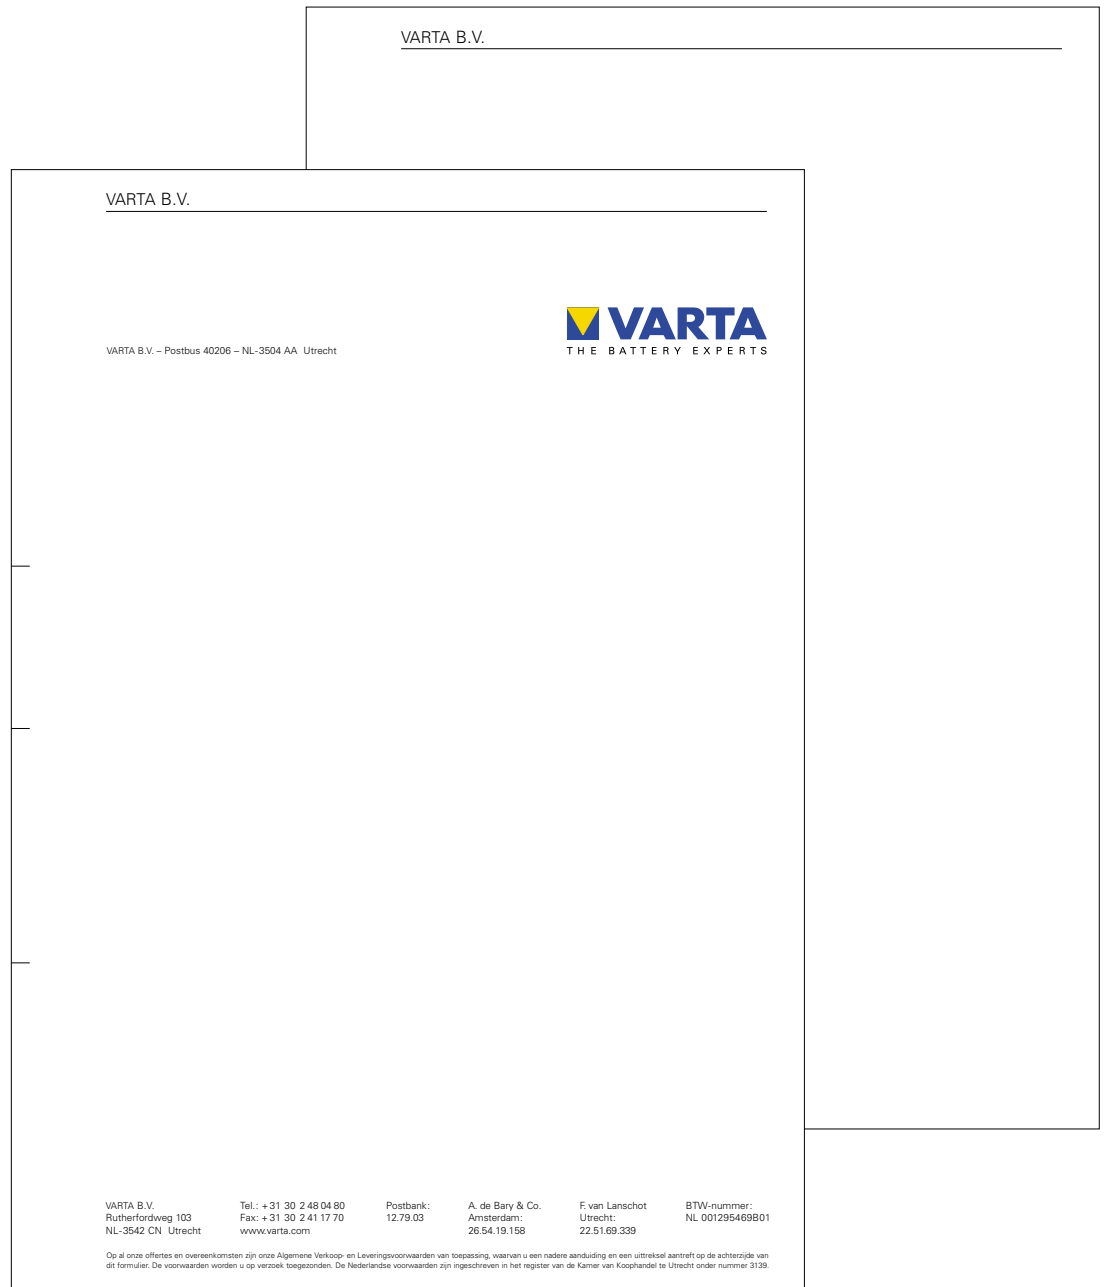 VARTA B.V.
VARTA B.V.
VARTA
THE BATTERY EXPERTS
VARTA B.V. – Postbus 40206 – NL-3504 AA Utrecht
VARTA B.V.
Rutherfordweg 103
NL-3542 CN Utrecht
Tel.: + 31 30 2 48 04 80
Fax: + 31 30 2 41 17 70
www.varta.com
Postbank:
12.79.03
A. de Bary & Co.
Amsterdam:
26.54.19.158
F. van Lanschot
Utrecht:
22.51.69.339
BTW-nummer:
NL 001295469B01
Op al onze offertes en overeenkomsten zijn onze Algemene Verkoop- en Leveringsvoorwaarden van toepassing, waarvan u een nadere aanduiding en een uittreksel aantreft op de achterzijde van
dit formulier. De voorwaarden worden u op verzoek toegezonden. De Nederlandse voorwaarden zijn ingeschreven in het register van de Kamer van Koophandel te Utrecht onder nummer 3139.